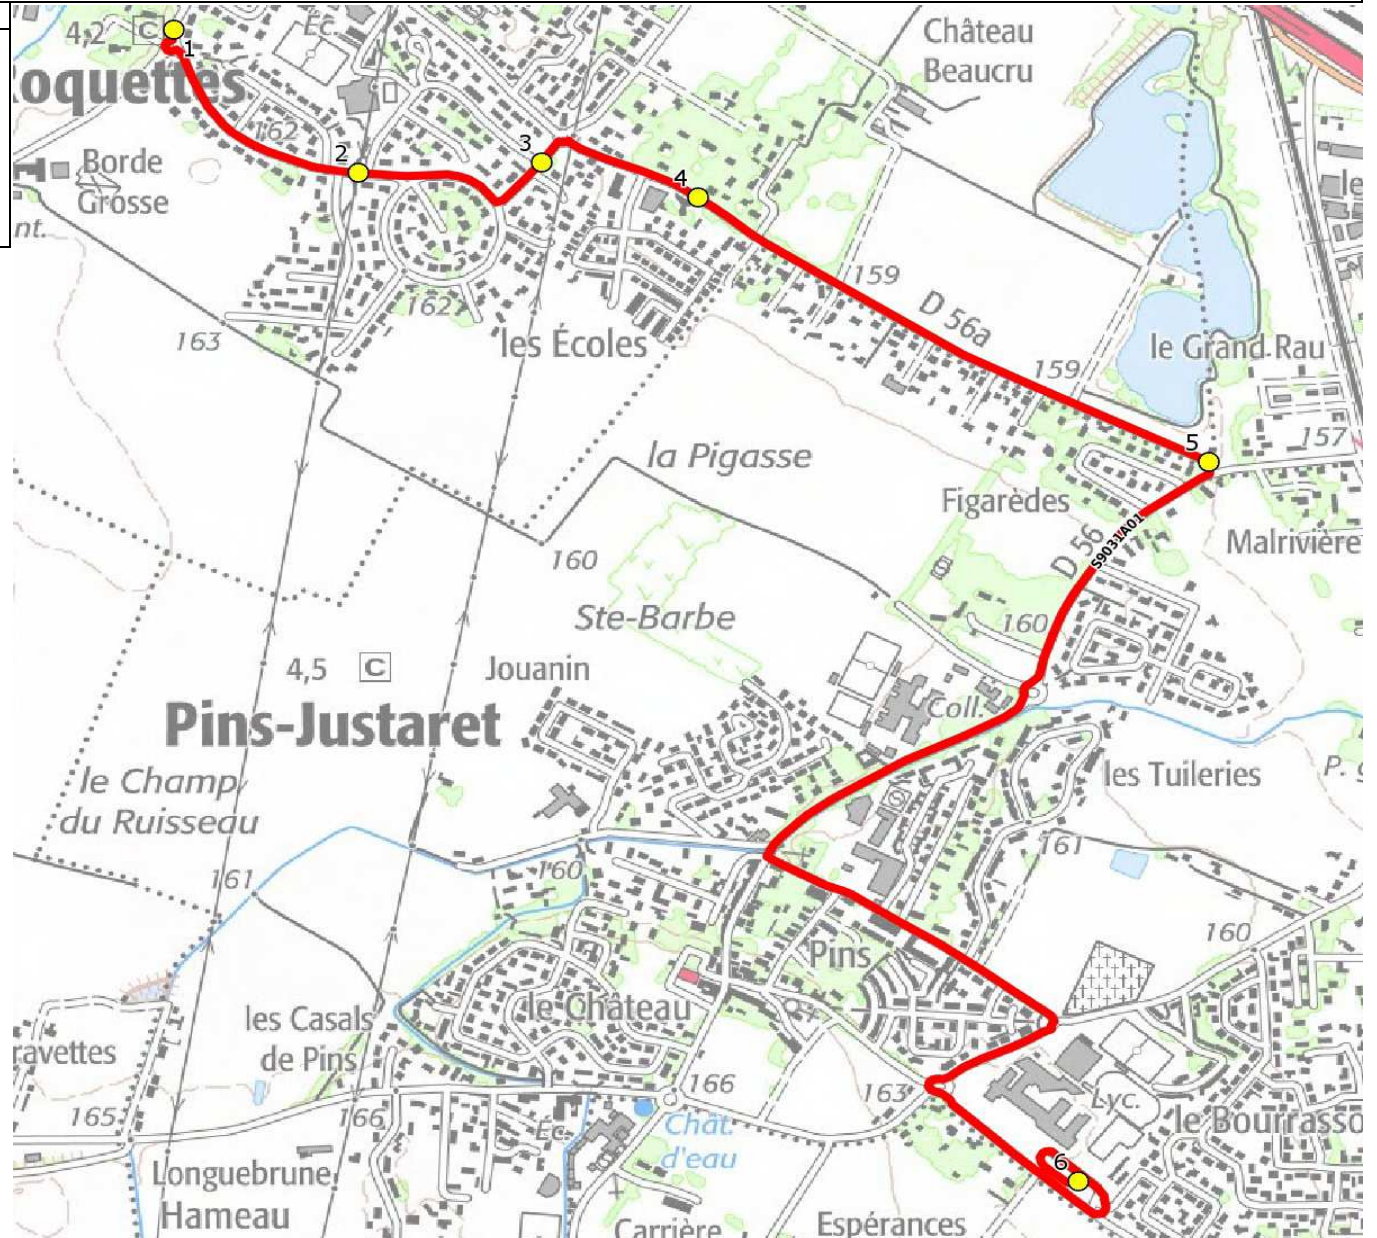 4,2 C
Éc.
Château
Beaucru
1
oquettes
162
2
3
4
Borde
Grosse
nt.
le
159
D 56a
162
163
les Écoles
le Grand Rau
159
5
157
la Pigasse
Figarèdes
Malrivière
160
D 56
S9031A01
Ste-Barbe
160
4,5 C
Jouanin
Coll.
Pins-Justaret
les Tuileries
P.
le Champ
du Ruisseau
161
160
161
Pins
160
le Château
les Casals
de Pins
ravettes
166
163
Lyc.
165
166
Éc.
Chât.
d'eau
le Bourrasso
6
Longuebrune
Hameau
Carrière
Espérances